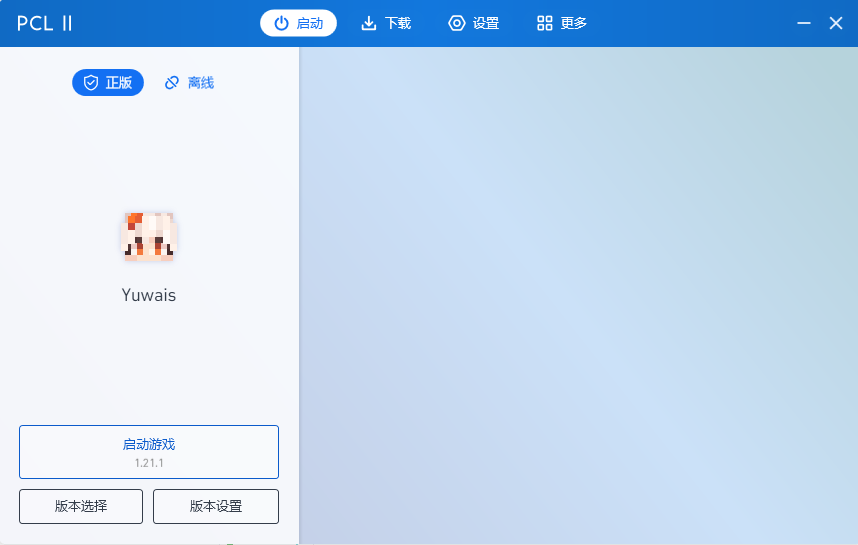 PCL II
启动 下载 设置 更多
正版 离线
Yuwais
启动游戏
1.21.1
版本选择 版本设置